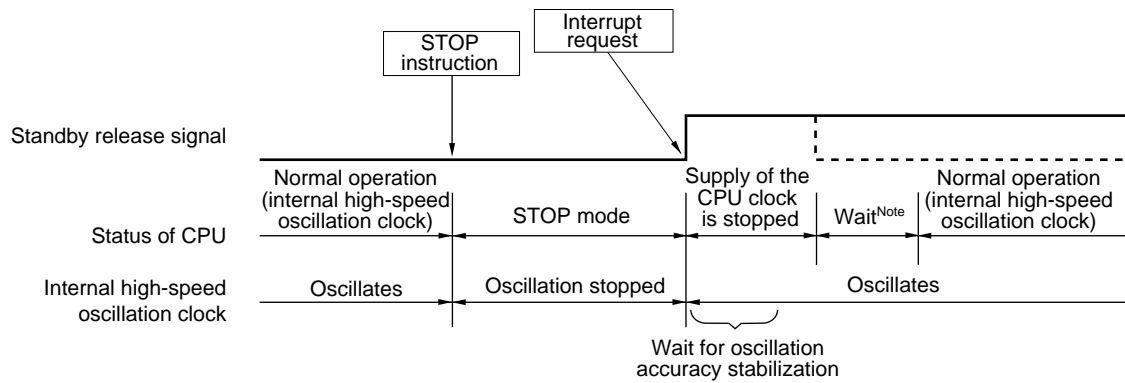 Interrupt
request
STOP
instruction
Standby release signal
Normal operation
(internal high-speed
oscillation clock)
STOP mode
Supply of the
CPU clock
is stopped
WaitNote
Normal operation
(internal high-speed
oscillation clock)
Status of CPU
Internal high-speed
oscillation clock
Oscillates
Oscillation stopped
Oscillates
Wait for oscillation
accuracy stabilization